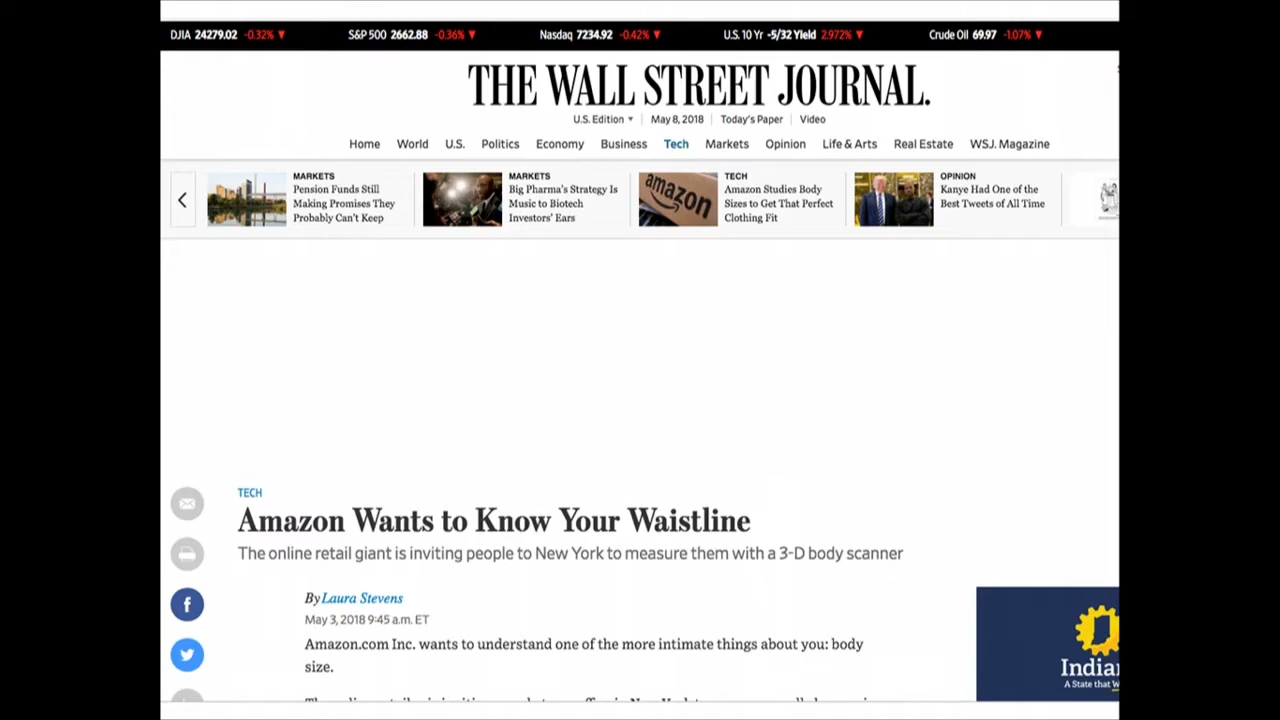 DJIA 24279.02 -0.32% ▼ S&P 500 2662.88 -0.36% ▼ Nasdaq 7234.92 -0.42% ▼ U.S. 10 Yr -5/32 Yield 2.972% ▼ Crude Oil 69.97 -1.07% ▼
THE WALL STREET JOURNAL.
U.S. Edition ▼ May 8, 2018 Today's Paper Video
Home World U.S. Politics Economy Business Tech Markets Opinion Life & Arts Real Estate WSJ. Magazine
MARKETS
Pension Funds Still
Making Promises They
Probably Can't Keep
MARKETS
Big Pharma's Strategy Is
Music to Biotech
Investors' Ears
amazon
TECH
Amazon Studies Body
Sizes to Get That Perfect
Clothing Fit
OPINION
Kanye Had One of the
Best Tweets of All Time
TECH
Amazon Wants to Know Your Waistline
The online retail giant is inviting people to New York to measure them with a 3-D body scanner
By Laura Stevens
May 3, 2018 9:45 a.m. ET
Amazon.com Inc. wants to understand one of the more intimate things about you: body
size.
Indian
A State that W